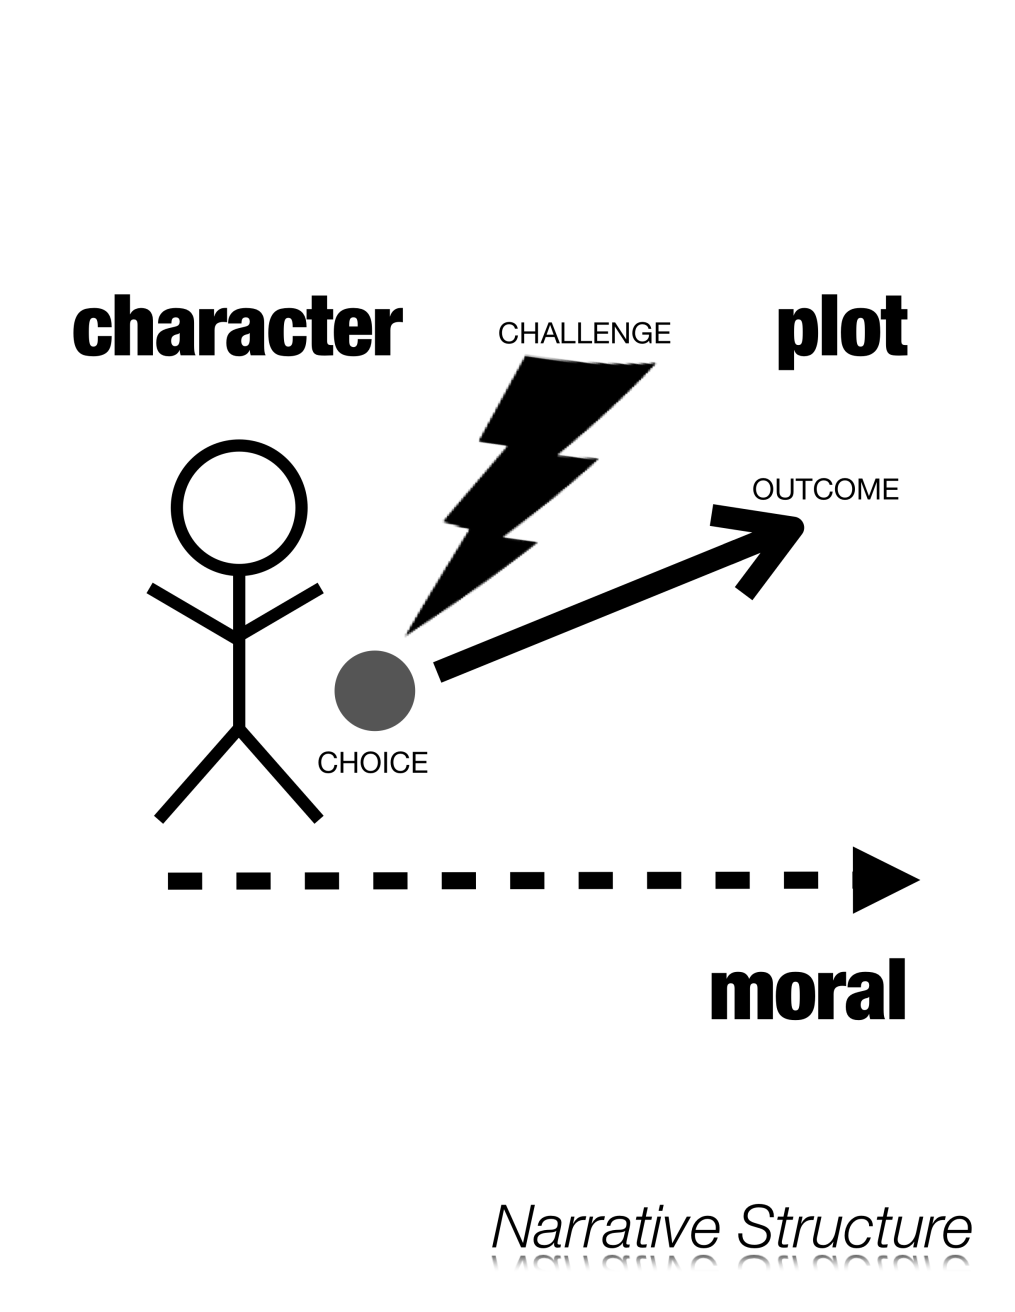 character
CHALLENGE
plot
OUTCOME
CHOICE
moral
Narrative Structure